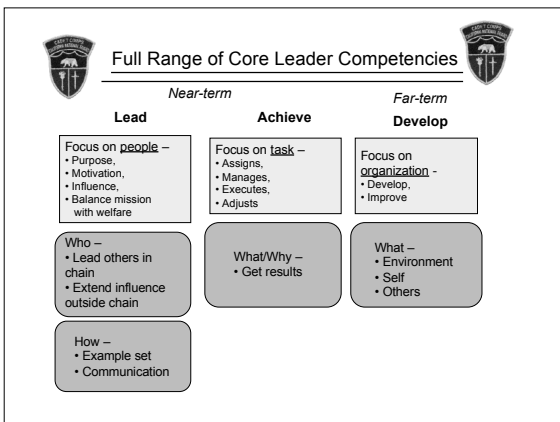 Full Range of Core Leader Competencies
Near-term
Far-term
Lead
Achieve
Develop
Focus on people –
• Purpose,
• Motivation,
• Influence,
• Balance mission
with welfare
Focus on task –
• Assigns,
• Manages,
• Executes,
• Adjusts
Focus on
organization -
• Develop,
• Improve
Who –
• Lead others in
chain
• Extend influence
outside chain
What/Why –
• Get results
What –
• Environment
• Self
• Others
How –
• Example set
• Communication